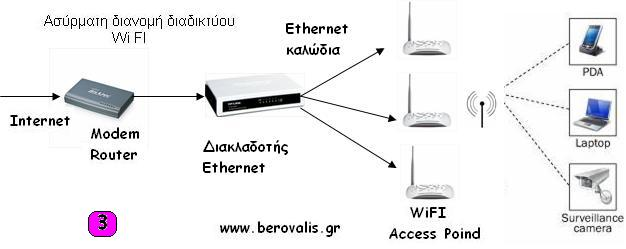 Ασύρματη διανομή διαδικτύου
Wi FI
Ethernet
καλώδια
Internet
Modem
Router
Διακλαδοτής
Ethernet
WiFI
Access Poind
PDA
Laptop
Surveillance
camera
3
www.berovalis.gr